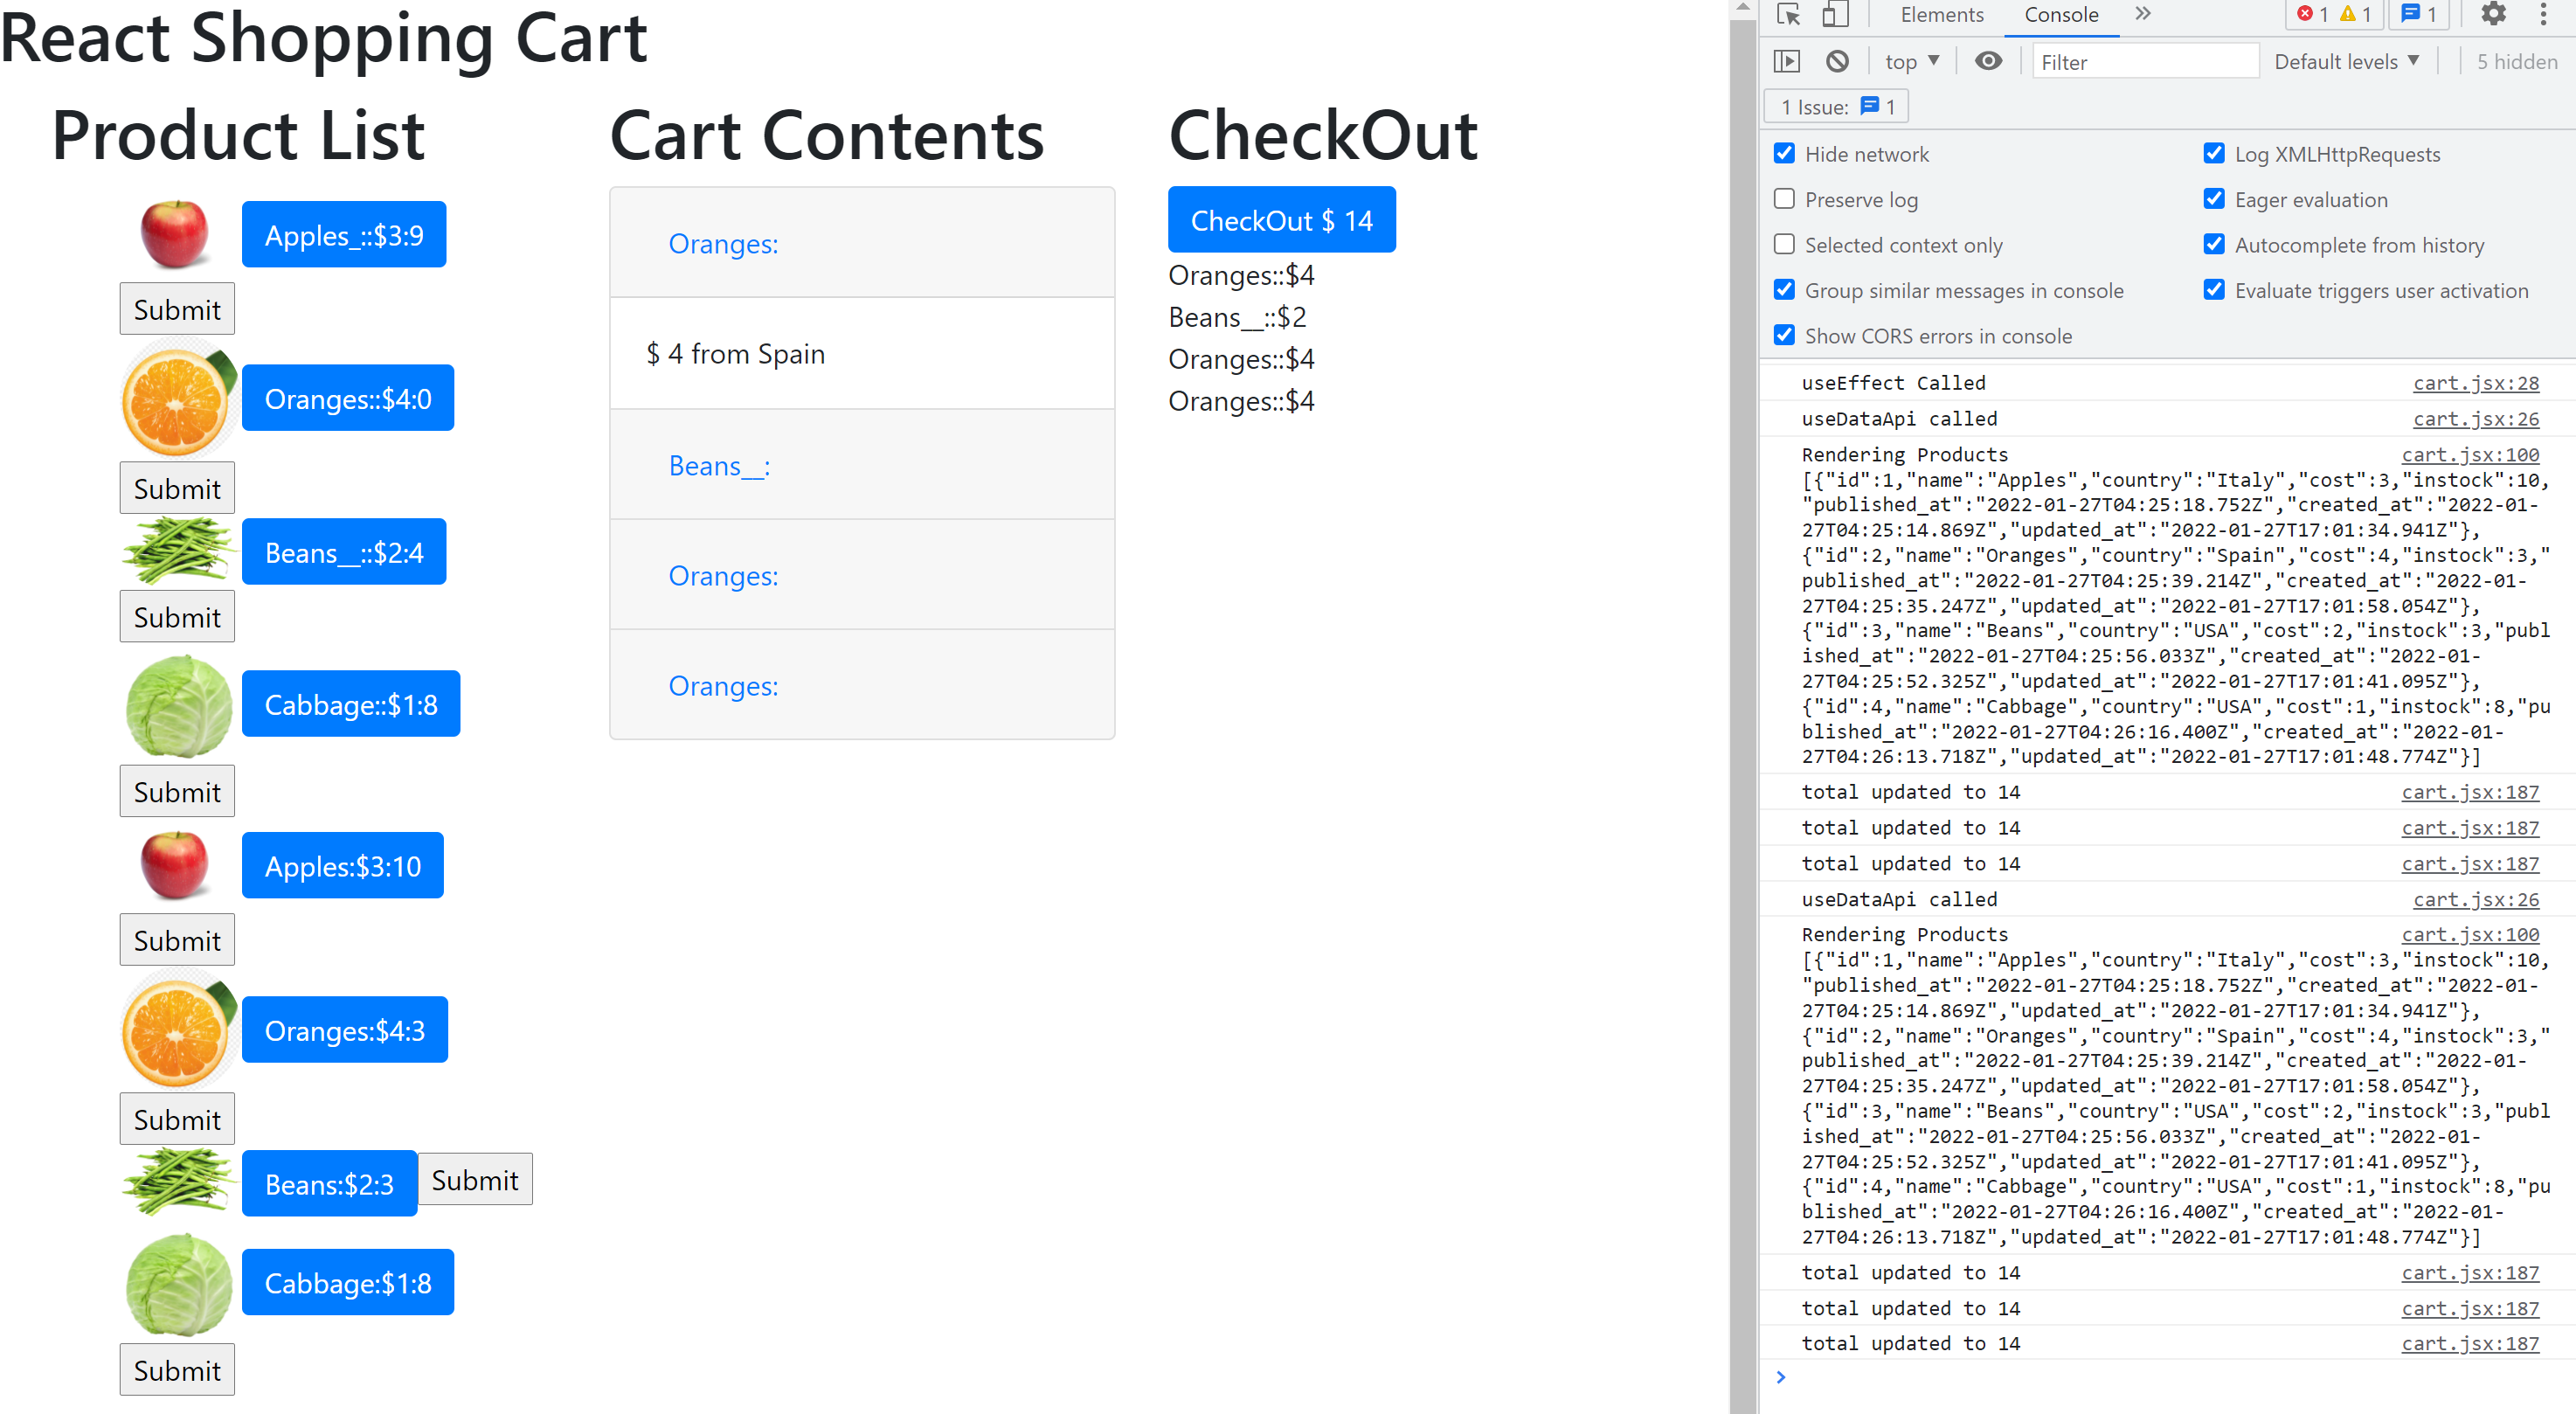 React Shopping Cart
Product List
Apples_::$3:9
Submit
Oranges::$4:0
Submit
Beans__::$2:4
Submit
Cabbage::$1:8
Submit
Apples:$3:10
Submit
Oranges:$4:3
Submit
Beans:$2:3 Submit
Cabbage:$1:8
Submit
Cart Contents
Oranges:
$ 4 from Spain
Beans__:
Oranges:
Oranges:
CheckOut
CheckOut $ 14
Oranges::$4
Beans__::$2
Oranges::$4
Oranges::$4
Elements Console 1 1 1
top Filter Default levels 5 hidden
1 Issue: 1
Hide network Log XMLHttpRequests
Preserve log Eager evaluation
Selected context only Autocomplete from history
Group similar messages in console Evaluate triggers user activation
Show CORS errors in console
useEffect Called cart.jsx:28
useDataApi called cart.jsx:26
Rendering Products cart.jsx:100
[{"id":1,"name":"Apples","country":"Italy","cost":3,"instock":10,
"published_at":"2022-01-27T04:25:18.752Z","created_at":"2022-01-
27T04:25:14.869Z","updated_at":"2022-01-27T17:01:34.941Z"},
{"id":2,"name":"Oranges","country":"Spain","cost":4,"instock":3,"
published_at":"2022-01-27T04:25:39.214Z","created_at":"2022-01-
27T04:25:35.247Z","updated_at":"2022-01-27T17:01:58.054Z"},
{"id":3,"name":"Beans","country":"USA","cost":2,"instock":3,"publ
ished_at":"2022-01-27T04:25:56.033Z","created_at":"2022-01-
27T04:25:52.325Z","updated_at":"2022-01-27T17:01:41.095Z"},
{"id":4,"name":"Cabbage","country":"USA","cost":1,"instock":8,"pu
blished_at":"2022-01-27T04:26:16.400Z","created_at":"2022-01-
27T04:26:13.718Z","updated_at":"2022-01-27T17:01:48.774Z"}]
total updated to 14 cart.jsx:187
total updated to 14 cart.jsx:187
total updated to 14 cart.jsx:187
useDataApi called cart.jsx:26
Rendering Products cart.jsx:100
[{"id":1,"name":"Apples","country":"Italy","cost":3,"instock":10,
"published_at":"2022-01-27T04:25:18.752Z","created_at":"2022-01-
27T04:25:14.869Z","updated_at":"2022-01-27T17:01:34.941Z"},
{"id":2,"name":"Oranges","country":"Spain","cost":4,"instock":3,"
published_at":"2022-01-27T04:25:39.214Z","created_at":"2022-01-
27T04:25:35.247Z","updated_at":"2022-01-27T17:01:58.054Z"},
{"id":3,"name":"Beans","country":"USA","cost":2,"instock":3,"publ
ished_at":"2022-01-27T04:25:56.033Z","created_at":"2022-01-
27T04:25:52.325Z","updated_at":"2022-01-27T17:01:41.095Z"},
{"id":4,"name":"Cabbage","country":"USA","cost":1,"instock":8,"pu
blished_at":"2022-01-27T04:26:16.400Z","created_at":"2022-01-
27T04:26:13.718Z","updated_at":"2022-01-27T17:01:48.774Z"}]
total updated to 14 cart.jsx:187
total updated to 14 cart.jsx:187
total updated to 14 cart.jsx:187